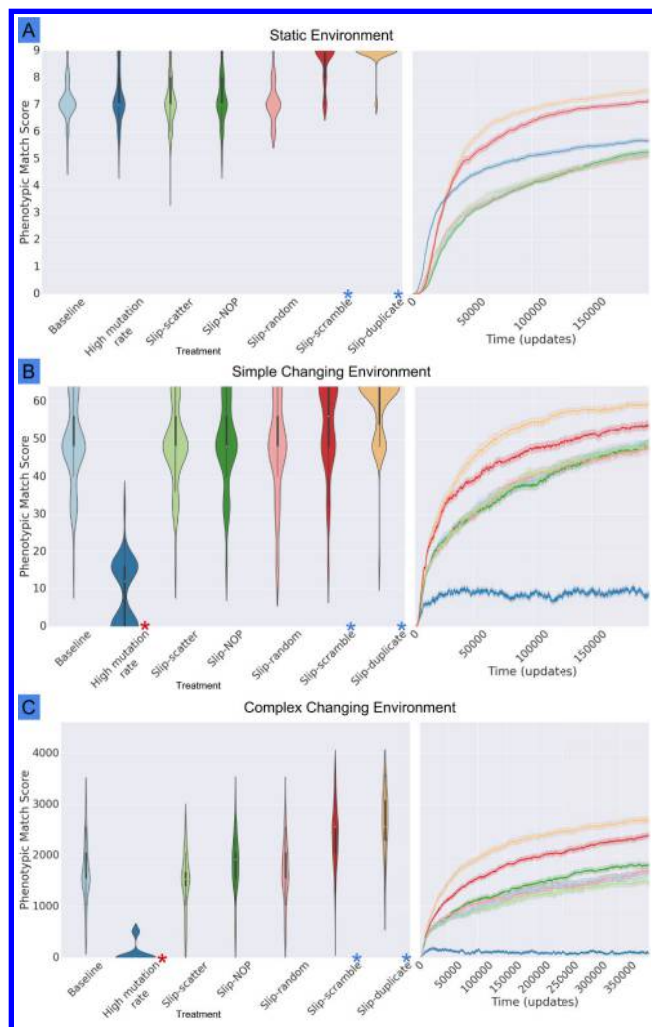 A
Static Environment
Phenotypic Match Score
9
8
7
6
5
4
3
2
1
0
Baseline
High mutation
rate
Slip-scatter
Slip-NOP
Slip-random
Slip-scramble
*
Slip-duplicate
*
Treatment
0
50000
100000
150000
Time (updates)
B
Simple Changing Environment
Phenotypic Match Score
60
50
40
30
20
10
0
Baseline
High mutation
rate
*
Slip-scatter
Slip-NOP
Slip-random
Slip-scramble
*
Slip-duplicate
*
Treatment
0
50000
100000
150000
Time (updates)
C
Complex Changing Environment
Phenotypic Match Score
4000
3000
2000
1000
0
Baseline
High mutation
rate
*
Slip-scatter
Slip-NOP
Slip-random
Slip-scramble
*
Slip-duplicate
*
Treatment
0
50000
100000
150000
200000
250000
300000
350000
Time (updates)